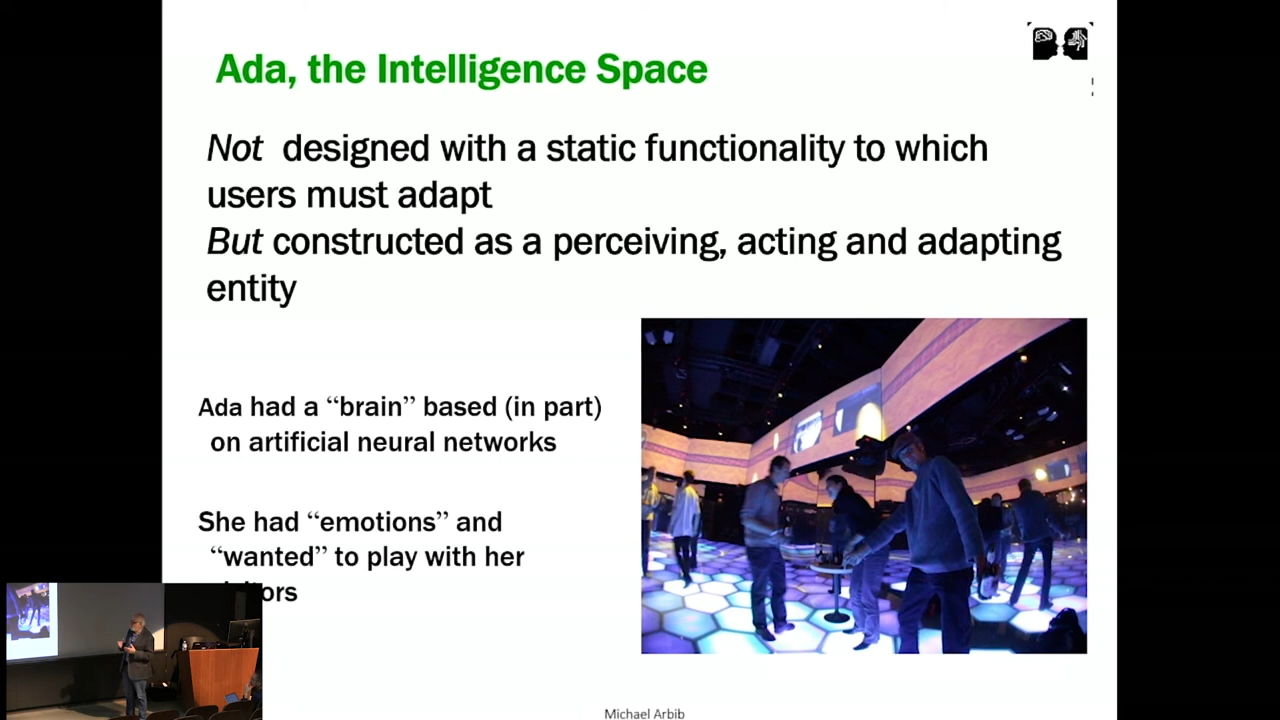 Ada, the Intelligence Space
Not designed with a static functionality to which
users must adapt
But constructed as a perceiving, acting and adapting
entity
Ada had a “brain” based (in part)
on artificial neural networks
She had “emotions” and
“wanted” to play with her
Michael Arbib